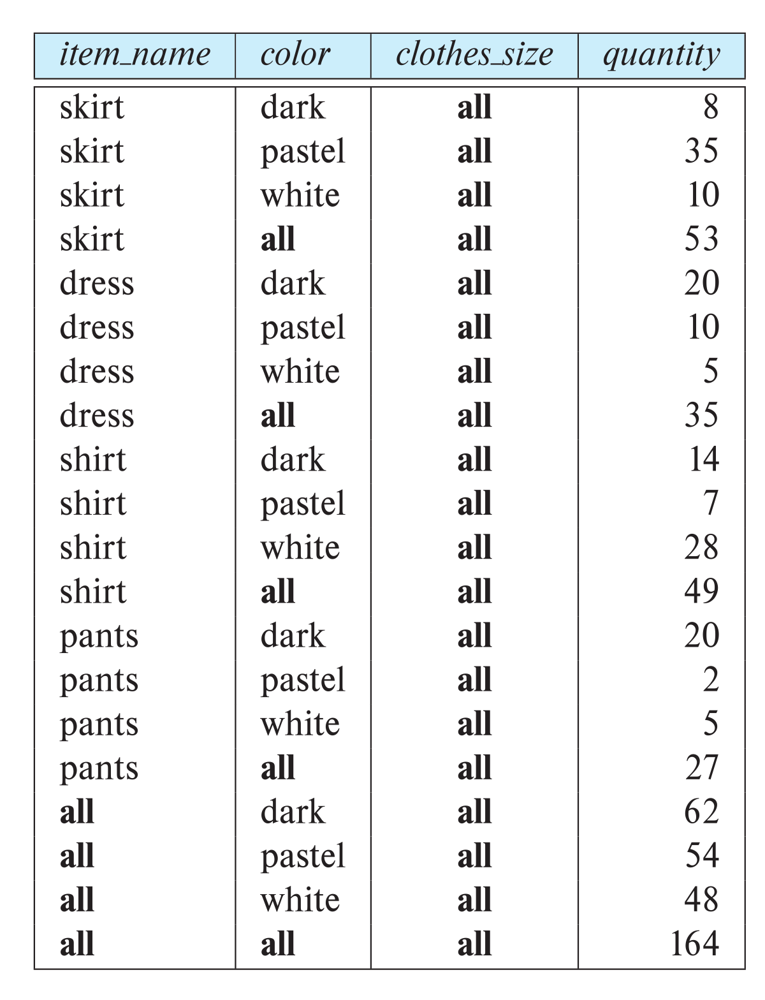 item_name color clothes_size quantity
skirt dark all 8
skirt pastel all 35
skirt white all 10
skirt all all 53
dress dark all 20
dress pastel all 10
dress white all 5
dress all all 35
shirt dark all 14
shirt pastel all 7
shirt white all 28
shirt all all 49
pants dark all 20
pants pastel all 2
pants white all 5
pants all all 27
all dark all 62
all pastel all 54
all white all 48
all all all 164